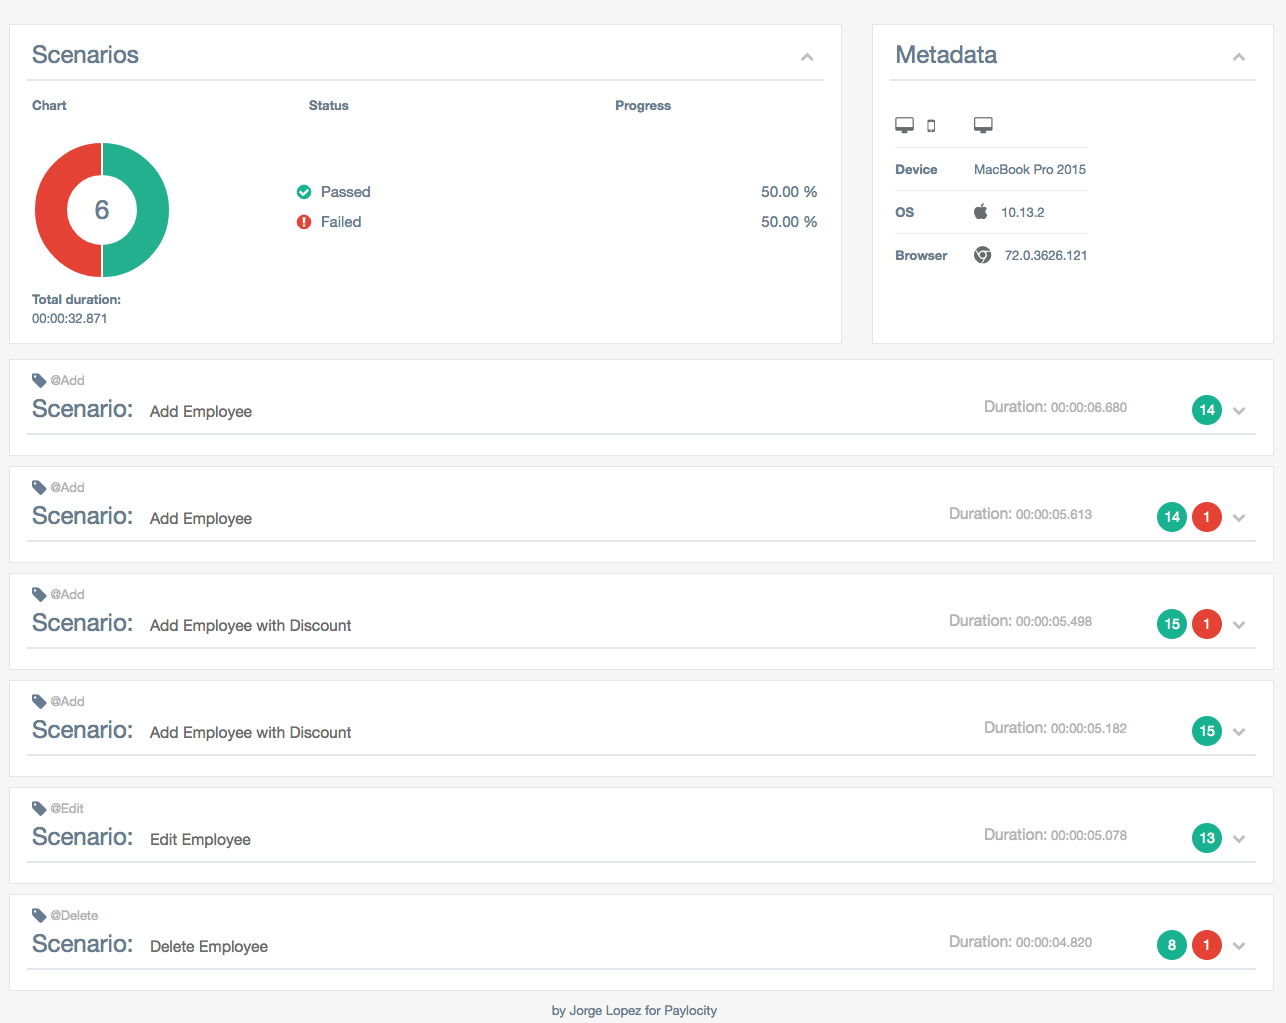 Scenarios
Chart
Status
Progress
6
Passed
50.00 %
Failed
50.00 %
Total duration:
00:00:32.871
Metadata
Device
MacBook Pro 2015
OS
10.13.2
Browser
72.0.3626.121
@Add
Scenario: Add Employee
Duration: 00:00:06.680
14
@Add
Scenario: Add Employee
Duration: 00:00:05.613
14 1
@Add
Scenario: Add Employee with Discount
Duration: 00:00:05.498
15 1
@Add
Scenario: Add Employee with Discount
Duration: 00:00:05.182
15
@Edit
Scenario: Edit Employee
Duration: 00:00:05.078
13
@Delete
Scenario: Delete Employee
Duration: 00:00:04.820
8 1
by Jorge Lopez for Paylocity